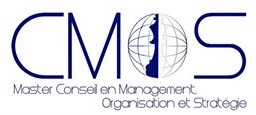 CMOS
Master Conseil en Management,
Organisation et Stratégie